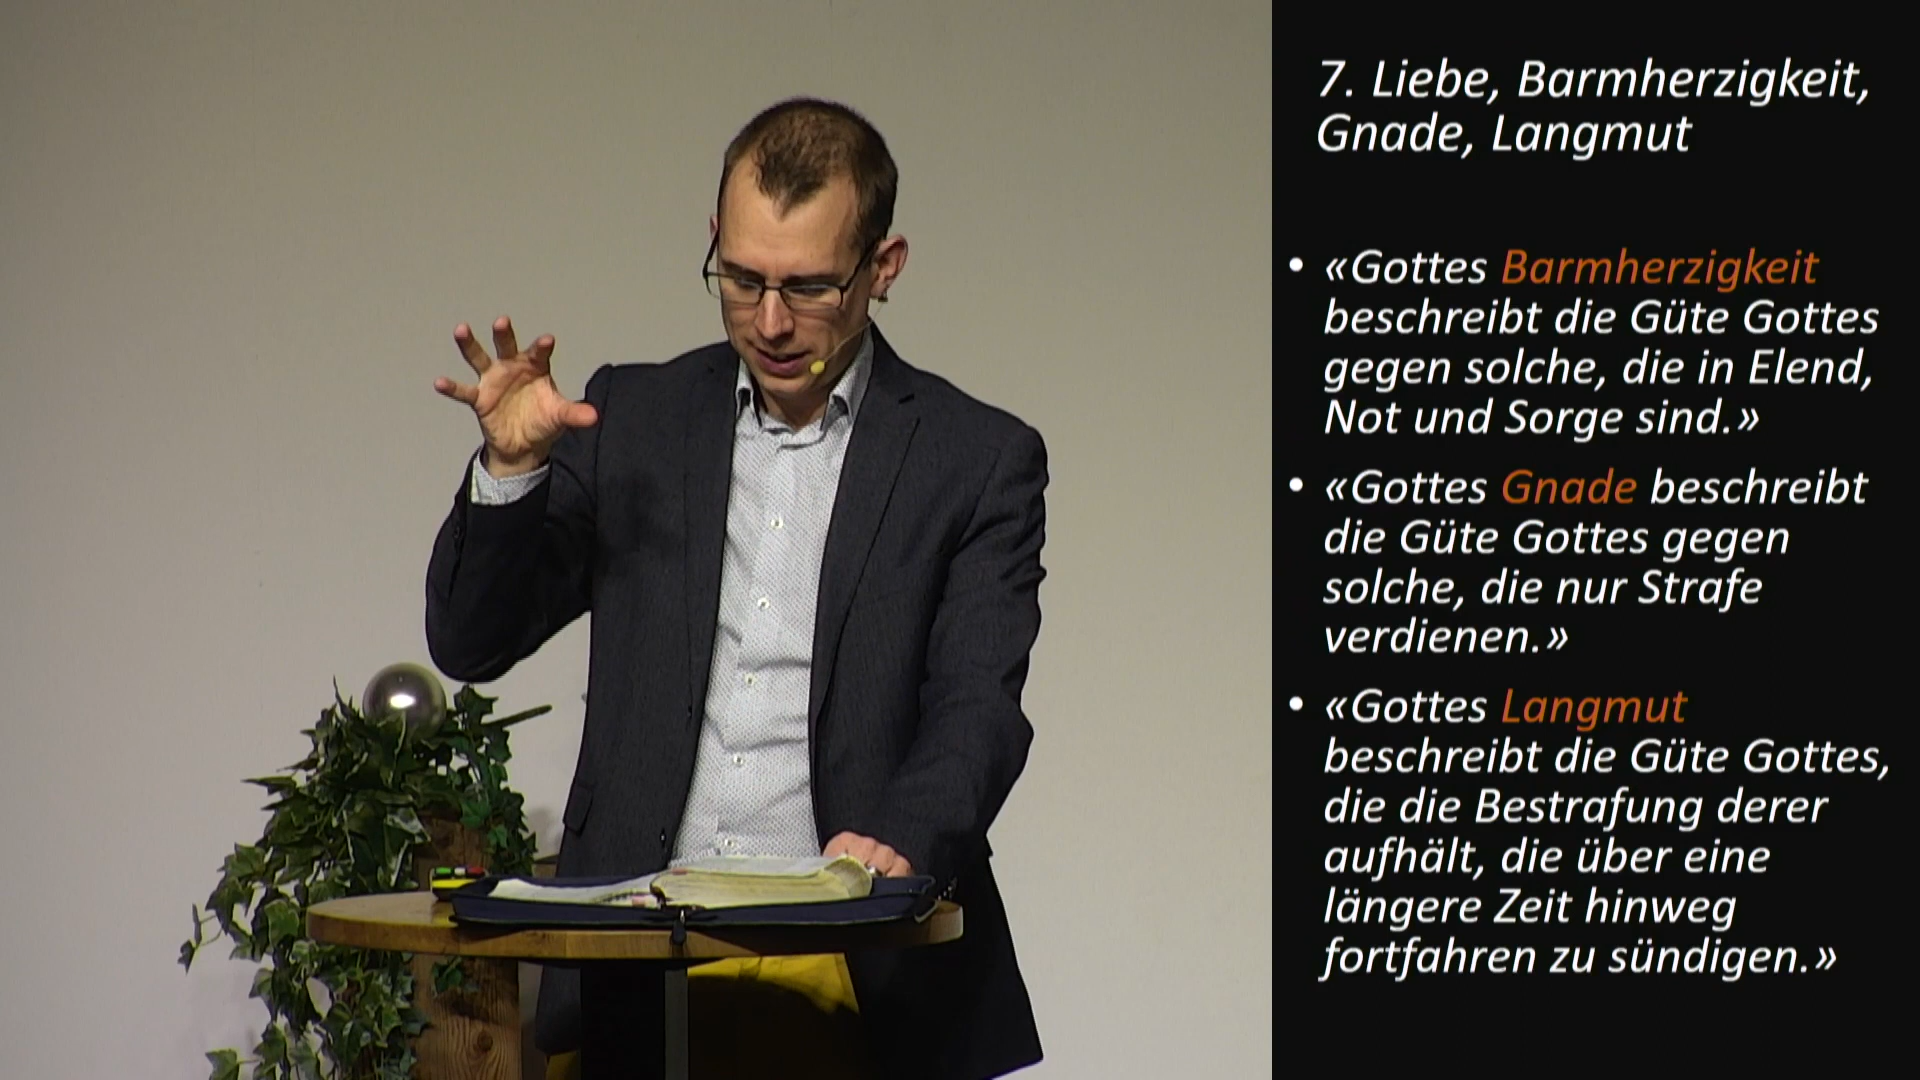 7. Liebe, Barmherzigkeit,
Gnade, Langmut
• «Gottes Barmherzigkeit
beschreibt die Güte Gottes
gegen solche, die in Elend,
Not und Sorge sind.»
• «Gottes Gnade beschreibt
die Güte Gottes gegen
solche, die nur Strafe
verdienen.»
• «Gottes Langmut
beschreibt die Güte Gottes,
die die Bestrafung derer
aufhält, die über eine
längere Zeit hinweg
fortfahren zu sündigen.»